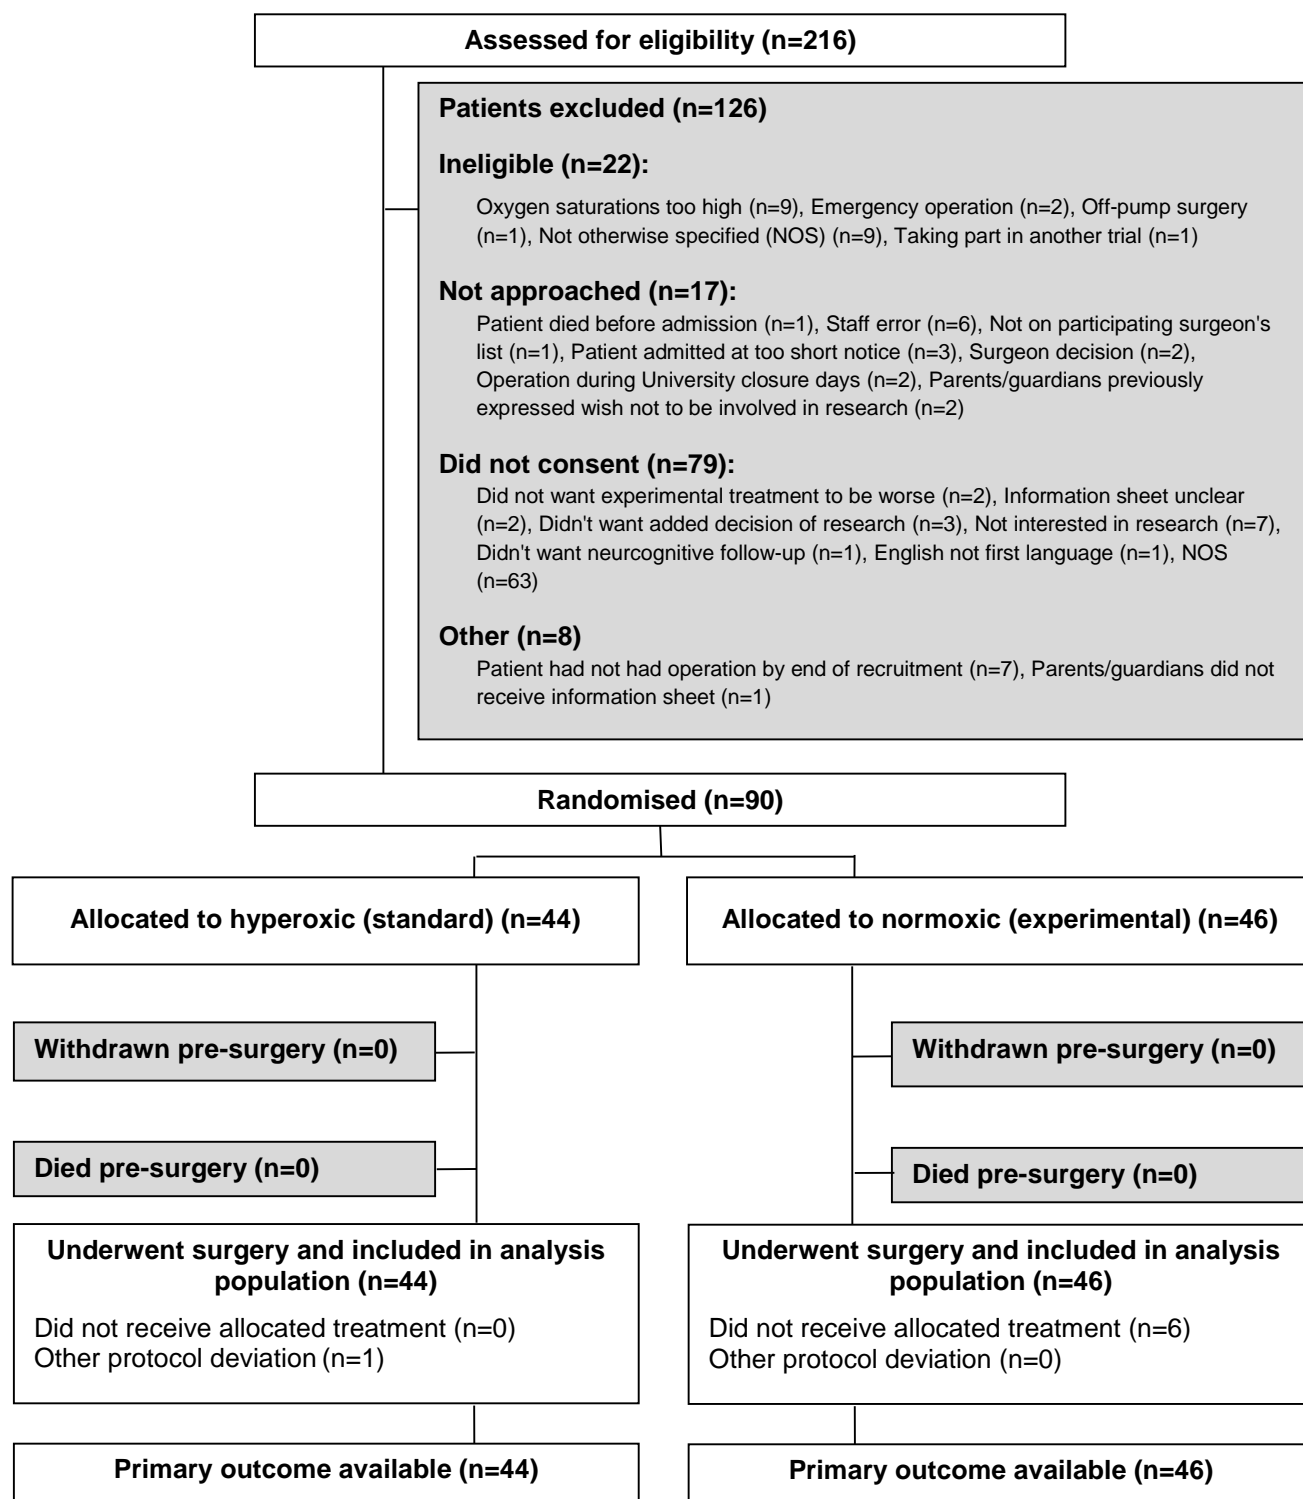 Assessed for eligibility (n=216)
Patients excluded (n=126)
Ineligible (n=22):
Oxygen saturations too high (n=9), Emergency operation (n=2), Off-pump surgery
(n=1), Not otherwise specified (NOS) (n=9), Taking part in another trial (n=1)
Not approached (n=17):
Patient died before admission (n=1), Staff error (n=6), Not on participating surgeon's
list (n=1), Patient admitted at too short notice (n=3), Surgeon decision (n=2),
Operation during University closure days (n=2), Parents/guardians previously
expressed wish not to be involved in research (n=2)
Did not consent (n=79):
Did not want experimental treatment to be worse (n=2), Information sheet unclear
(n=2), Didn't want added decision of research (n=3), Not interested in research (n=7),
Didn't want neurcognitive follow-up (n=1), English not first language (n=1), NOS
(n=63)
Other (n=8)
Patient had not had operation by end of recruitment (n=7), Parents/guardians did not
receive information sheet (n=1)
Randomised (n=90)
Allocated to hyperoxic (standard) (n=44)
Allocated to normoxic (experimental) (n=46)
Withdrawn pre-surgery (n=0)
Withdrawn pre-surgery (n=0)
Died pre-surgery (n=0)
Died pre-surgery (n=0)
Underwent surgery and included in analysis
population (n=44)
Did not receive allocated treatment (n=0)
Other protocol deviation (n=1)
Underwent surgery and included in analysis
population (n=46)
Did not receive allocated treatment (n=6)
Other protocol deviation (n=0)
Primary outcome available (n=44)
Primary outcome available (n=46)